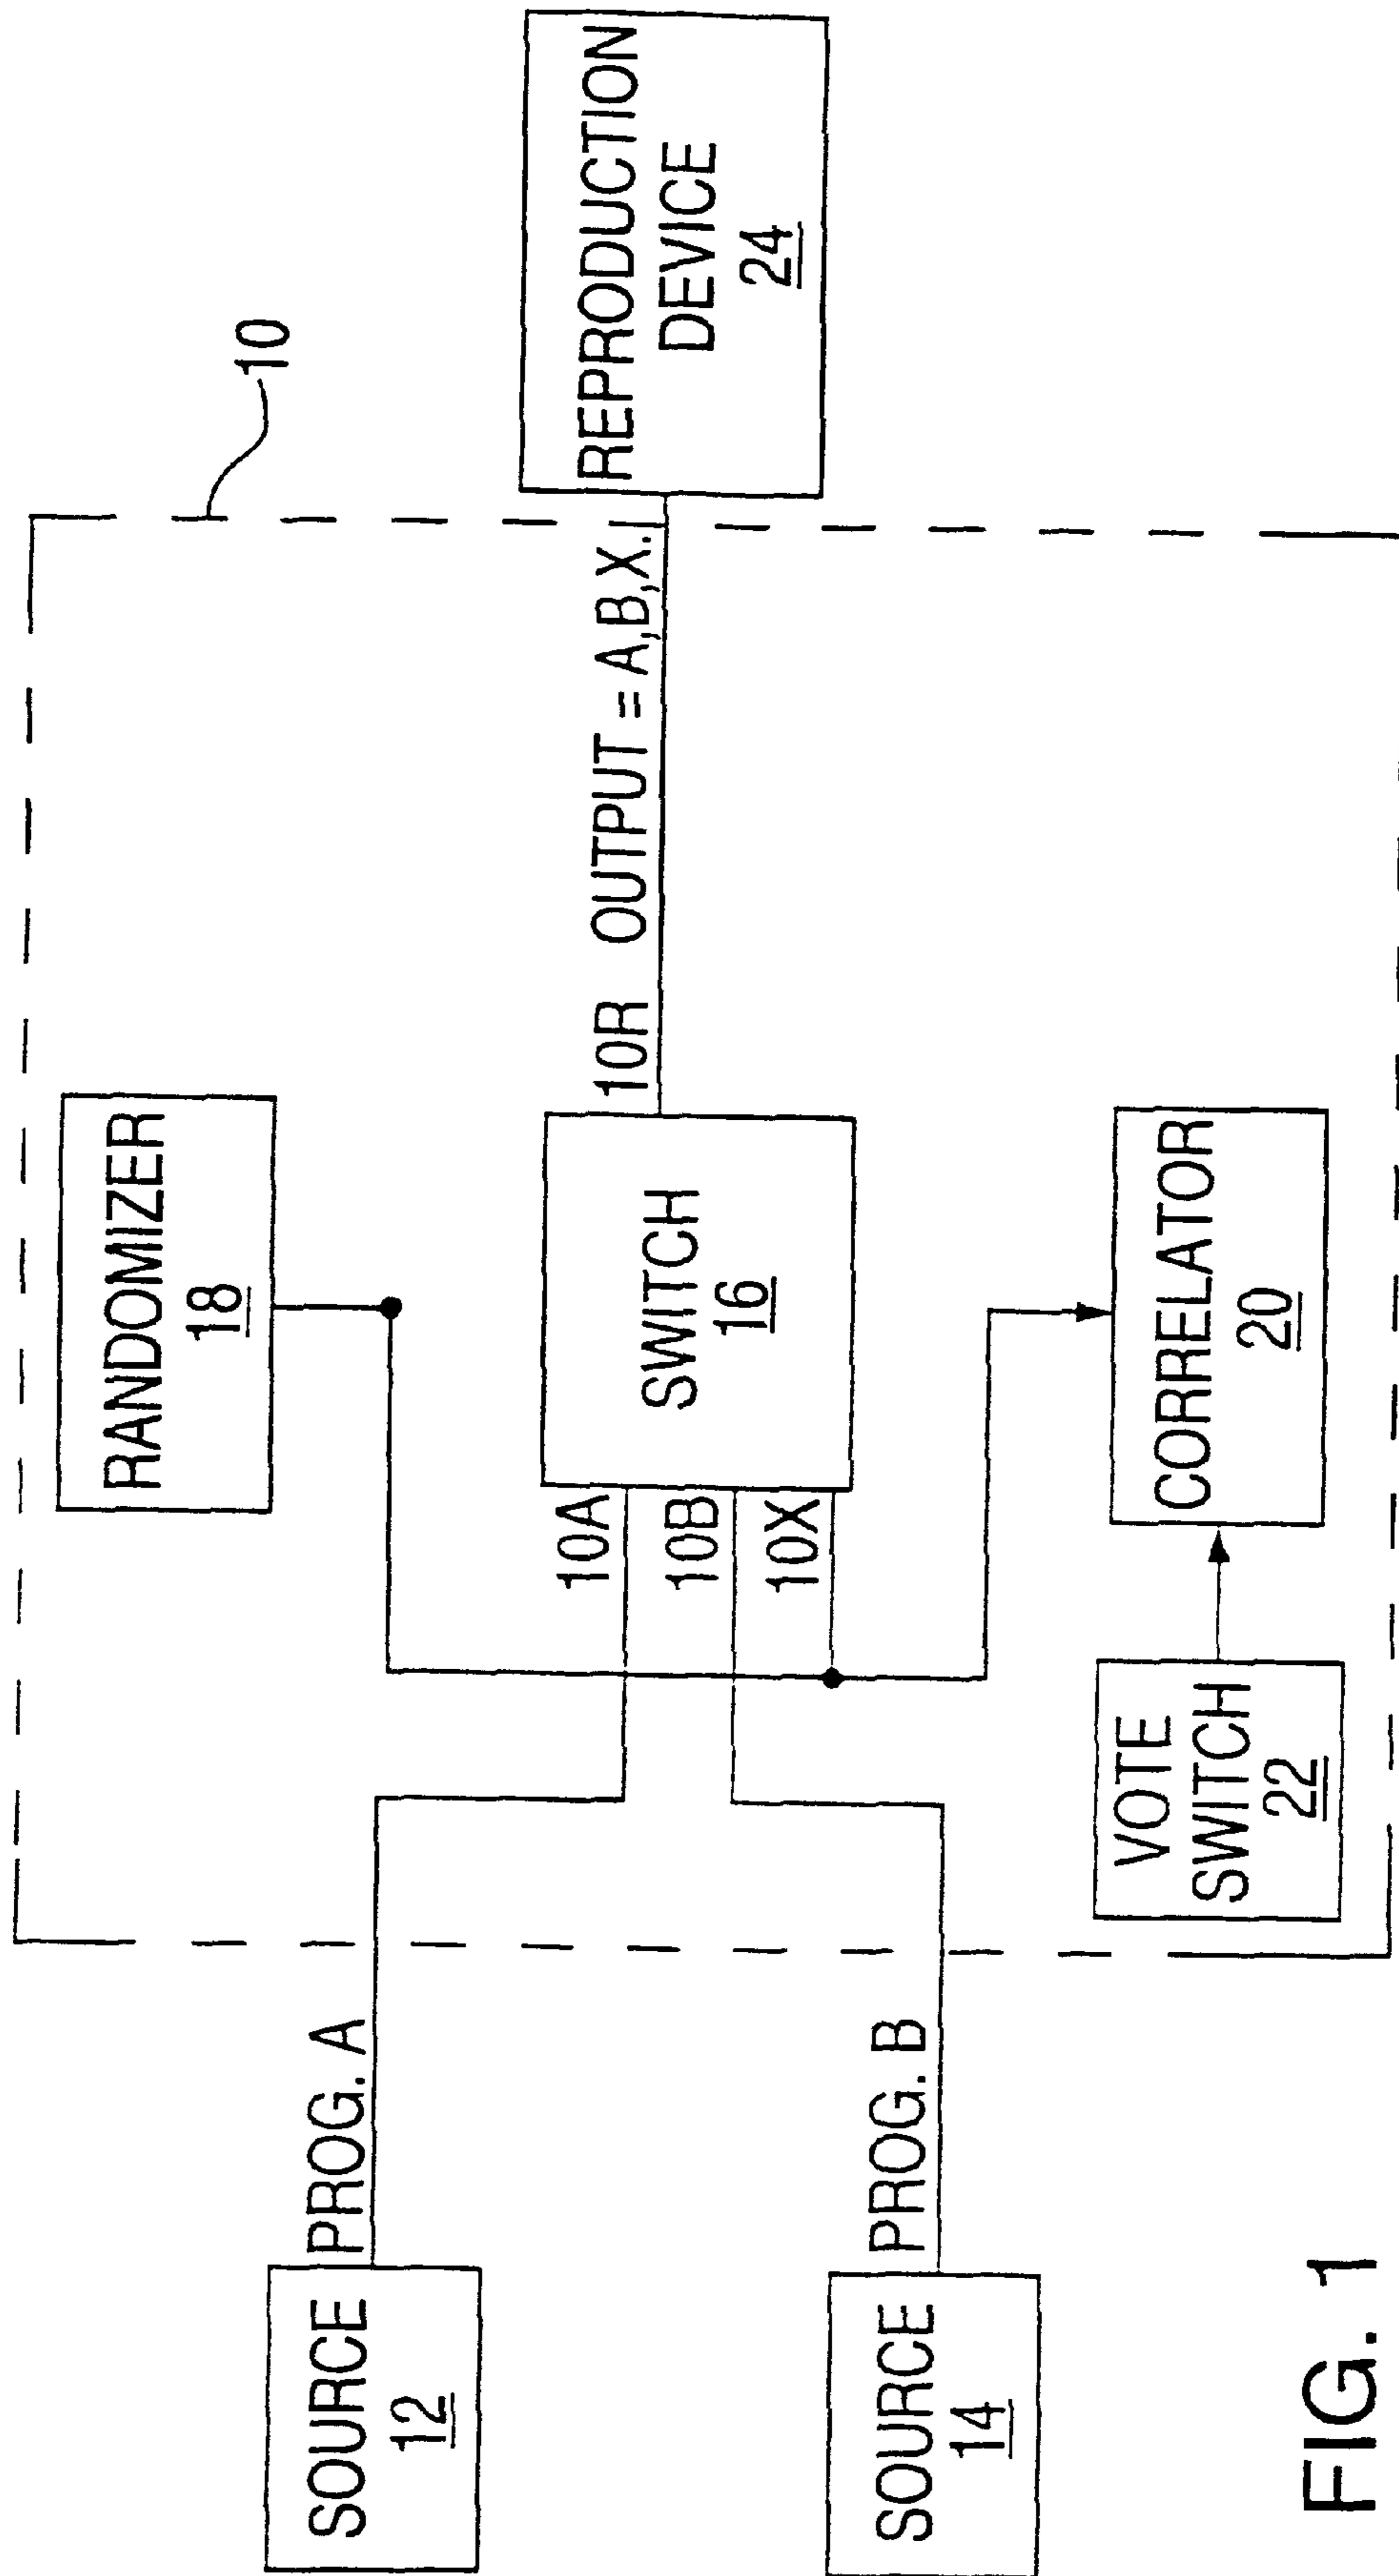 10
RANDOMIZER
18
SOURCE
12
PROG. A
10A
10B
10X
SWITCH
16
10R OUTPUT = A,B,X.
REPRODUCTION
DEVICE
24
SOURCE
14
PROG. B
VOTE
SWITCH
22
CORRELATOR
20
FIG. 1